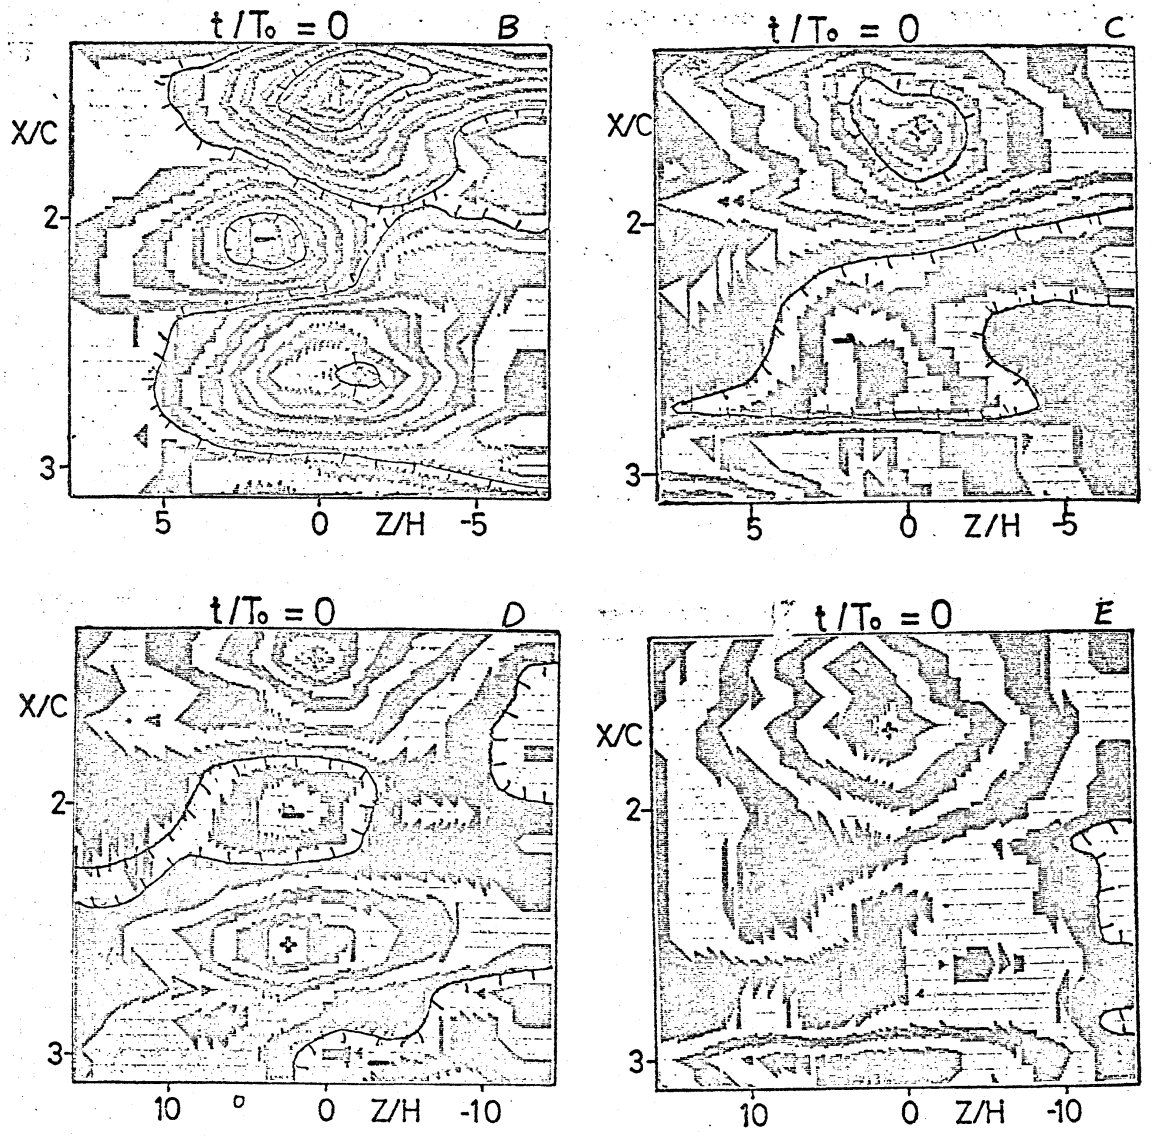 t/T₀ = 0 B
X/C
2
3
5 0 Z/H -5
t/T₀ = 0 C
X/C
2
3
5 0 Z/H -5
t/T₀ = 0 D
X/C
2
3
10 0 Z/H -10
t/T₀ = 0 E
X/C
2
3
10 0 Z/H -10